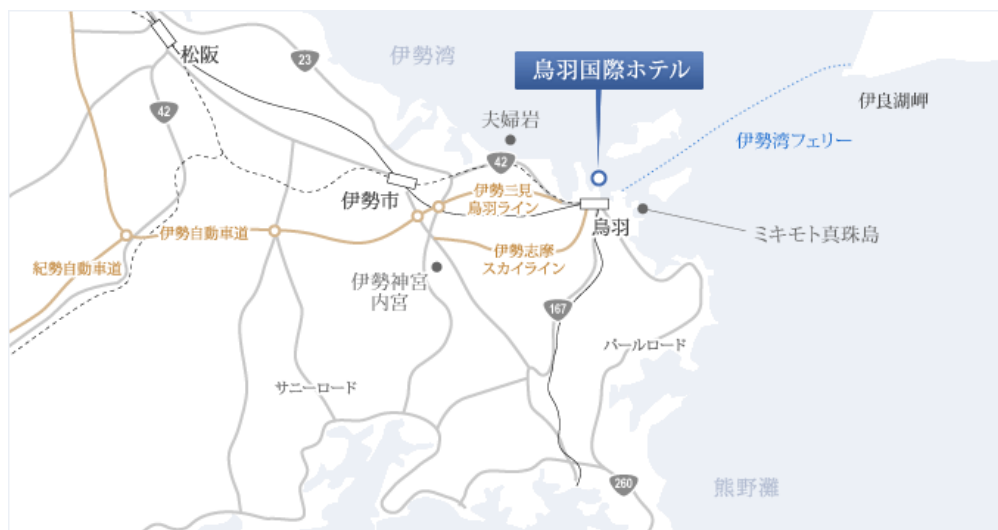 松阪
23
伊勢湾
鳥羽国際ホテル
伊良湖岬
42
夫婦岩
伊勢湾フェリー
42
伊勢市
伊勢二見
鳥羽ライン
鳥羽
ミキモト真珠島
伊勢自動車道
紀勢自動車道
伊勢志摩
スカイライン
伊勢神宮
内宮
167
パールロード
サニーロード
260
熊野灘